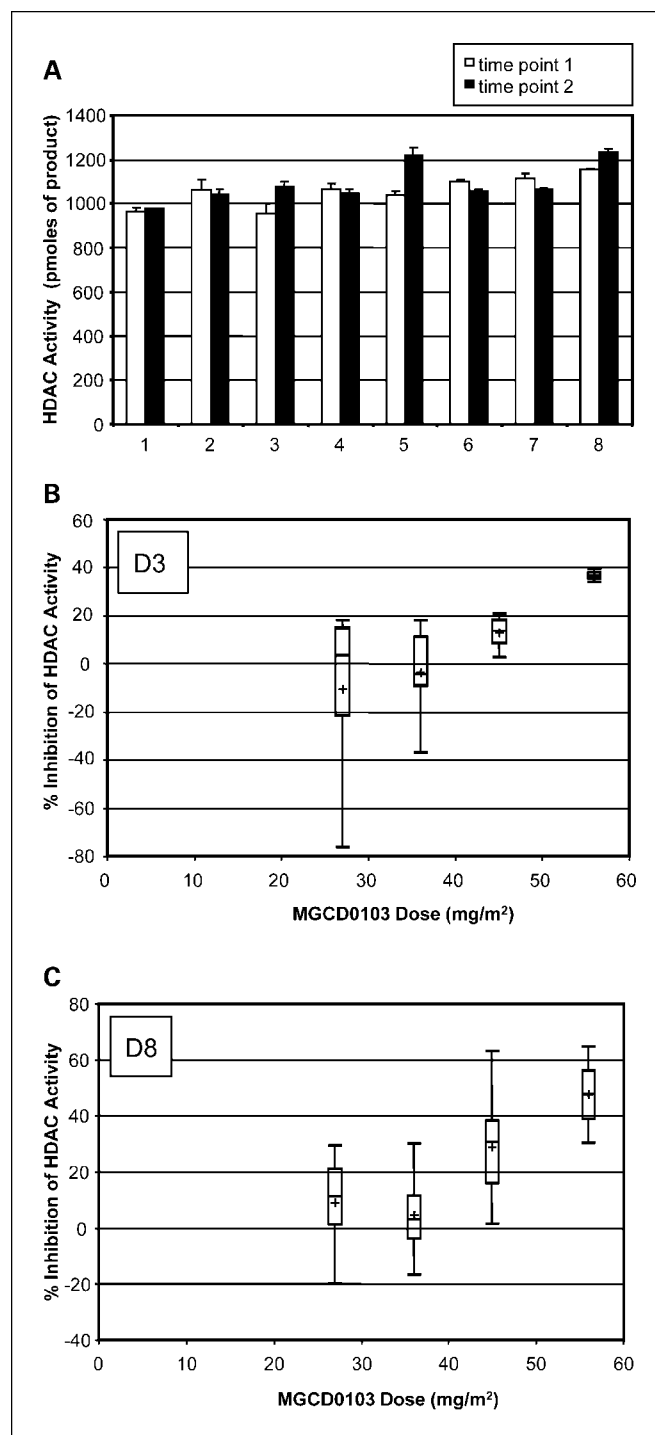 A
time point 1
time point 2
HDAC Activity (pmoles of product)
1400
1200
1000
800
600
400
200
0
1 2 3 4 5 6 7 8
B
D3
% Inhibition of HDAC Activity
60
40
20
0
-20
-40
-60
-80
0 10 20 30 40 50 60
MGCD0103 Dose (mg/m²)
C
D8
% Inhibition of HDAC Activity
80
60
40
20
0
-20
-40
0 10 20 30 40 50 60
MGCD0103 Dose (mg/m²)